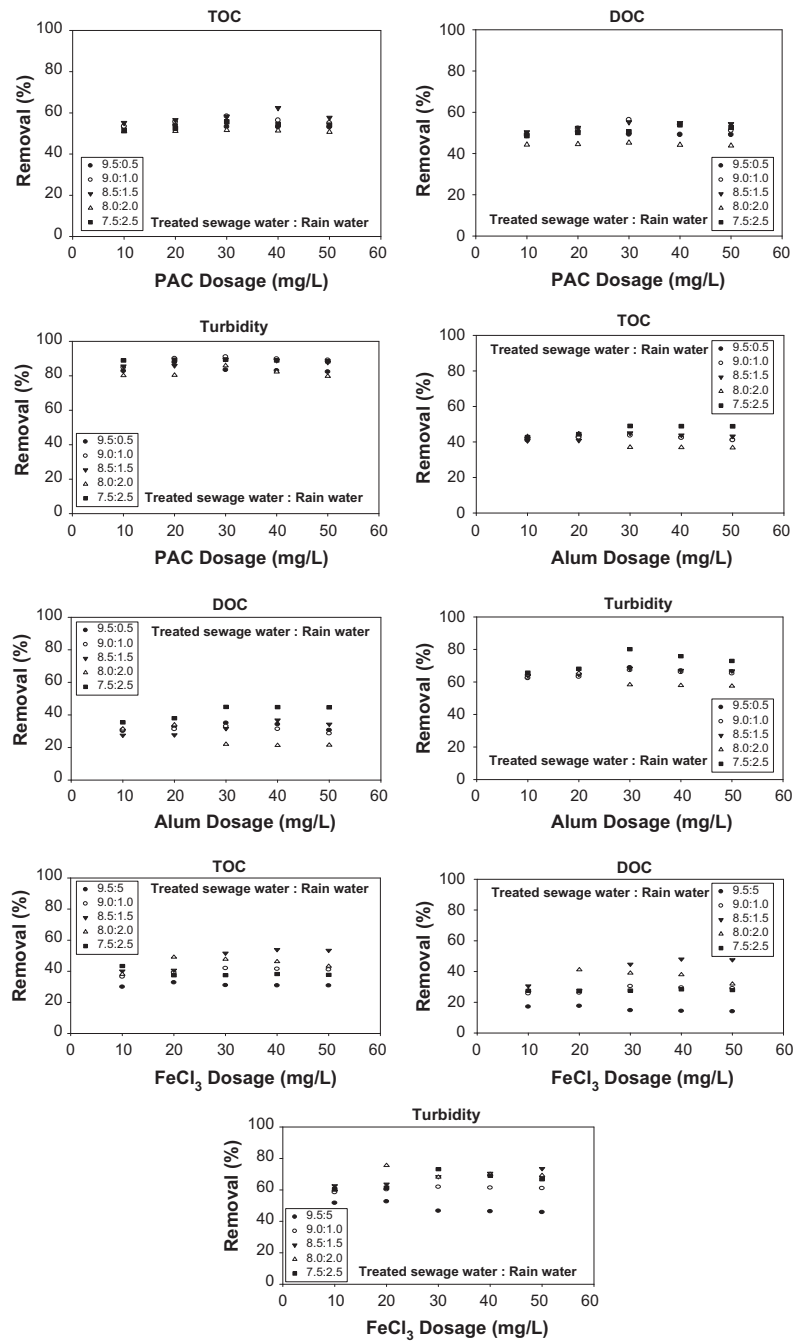 TOC
Removal (%)
100
80
60
40
20
0
9.5:0.5
9.0:1.0
8.5:1.5
8.0:2.0
7.5:2.5
Treated sewage water : Rain water
0 10 20 30 40 50 60
PAC Dosage (mg/L)
DOC
Removal (%)
100
80
60
40
20
0
9.5:0.5
9.0:1.0
8.5:1.5
8.0:2.0
7.5:2.5
Treated sewage water : Rain water
0 10 20 30 40 50 60
PAC Dosage (mg/L)
Turbidity
Removal (%)
100
80
60
40
20
0
9.5:0.5
9.0:1.0
8.5:1.5
8.0:2.0
7.5:2.5
Treated sewage water : Rain water
0 10 20 30 40 50 60
PAC Dosage (mg/L)
TOC
Removal (%)
100
80
60
40
20
0
Treated sewage water : Rain water
9.5:0.5
9.0:1.0
8.5:1.5
8.0:2.0
7.5:2.5
0 10 20 30 40 50 60
Alum Dosage (mg/L)
DOC
Removal (%)
100
80
60
40
20
0
9.5:0.5
9.0:1.0
8.5:1.5
8.0:2.0
7.5:2.5
Treated sewage water : Rain water
0 10 20 30 40 50 60
Alum Dosage (mg/L)
Turbidity
Removal (%)
100
80
60
40
20
0
9.5:0.5
9.0:1.0
8.5:1.5
8.0:2.0
7.5:2.5
Treated sewage water : Rain water
0 10 20 30 40 50 60
Alum Dosage (mg/L)
TOC
Removal (%)
100
80
60
40
20
0
9.5:5
9.0:1.0
8.5:1.5
8.0:2.0
7.5:2.5
Treated sewage water : Rain water
0 10 20 30 40 50 60
FeCl₃ Dosage (mg/L)
DOC
Removal (%)
100
80
60
40
20
0
Treated sewage water : Rain water
9.5:5
9.0:1.0
8.5:1.5
8.0:2.0
7.5:2.5
0 10 20 30 40 50 60
FeCl₃ Dosage (mg/L)
Turbidity
Removal (%)
100
80
60
40
20
0
9.5:5
9.0:1.0
8.5:1.5
8.0:2.0
7.5:2.5
Treated sewage water : Rain water
0 10 20 30 40 50 60
FeCl₃ Dosage (mg/L)